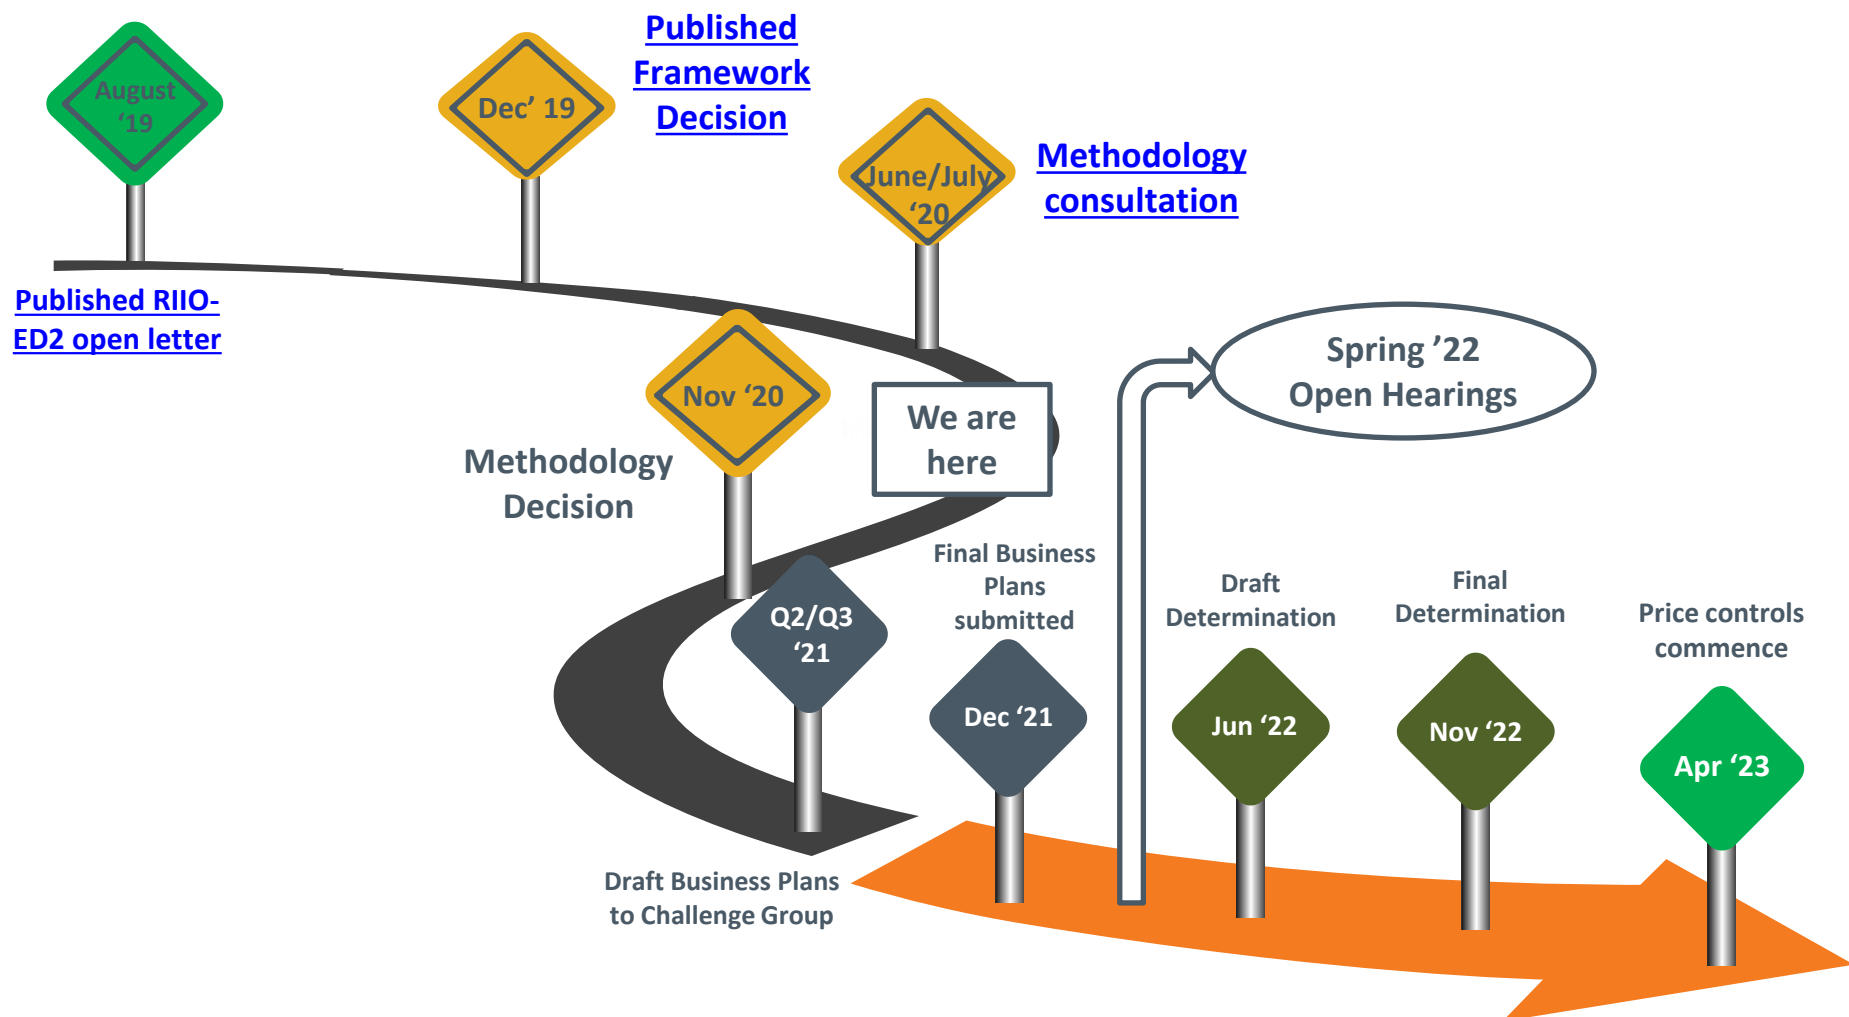 August
‘19
Published RIIO-
ED2 open letter
Dec’ 19
Published
Framework
Decision
June/July
‘20
Methodology
consultation
We are
here
Nov ‘20
Methodology
Decision
Q2/Q3
‘21
Draft Business Plans
to Challenge Group
Final Business
Plans
submitted
Dec ‘21
Spring ’22
Open Hearings
Draft
Determination
Jun ‘22
Final
Determination
Nov ‘22
Price controls
commence
Apr ‘23